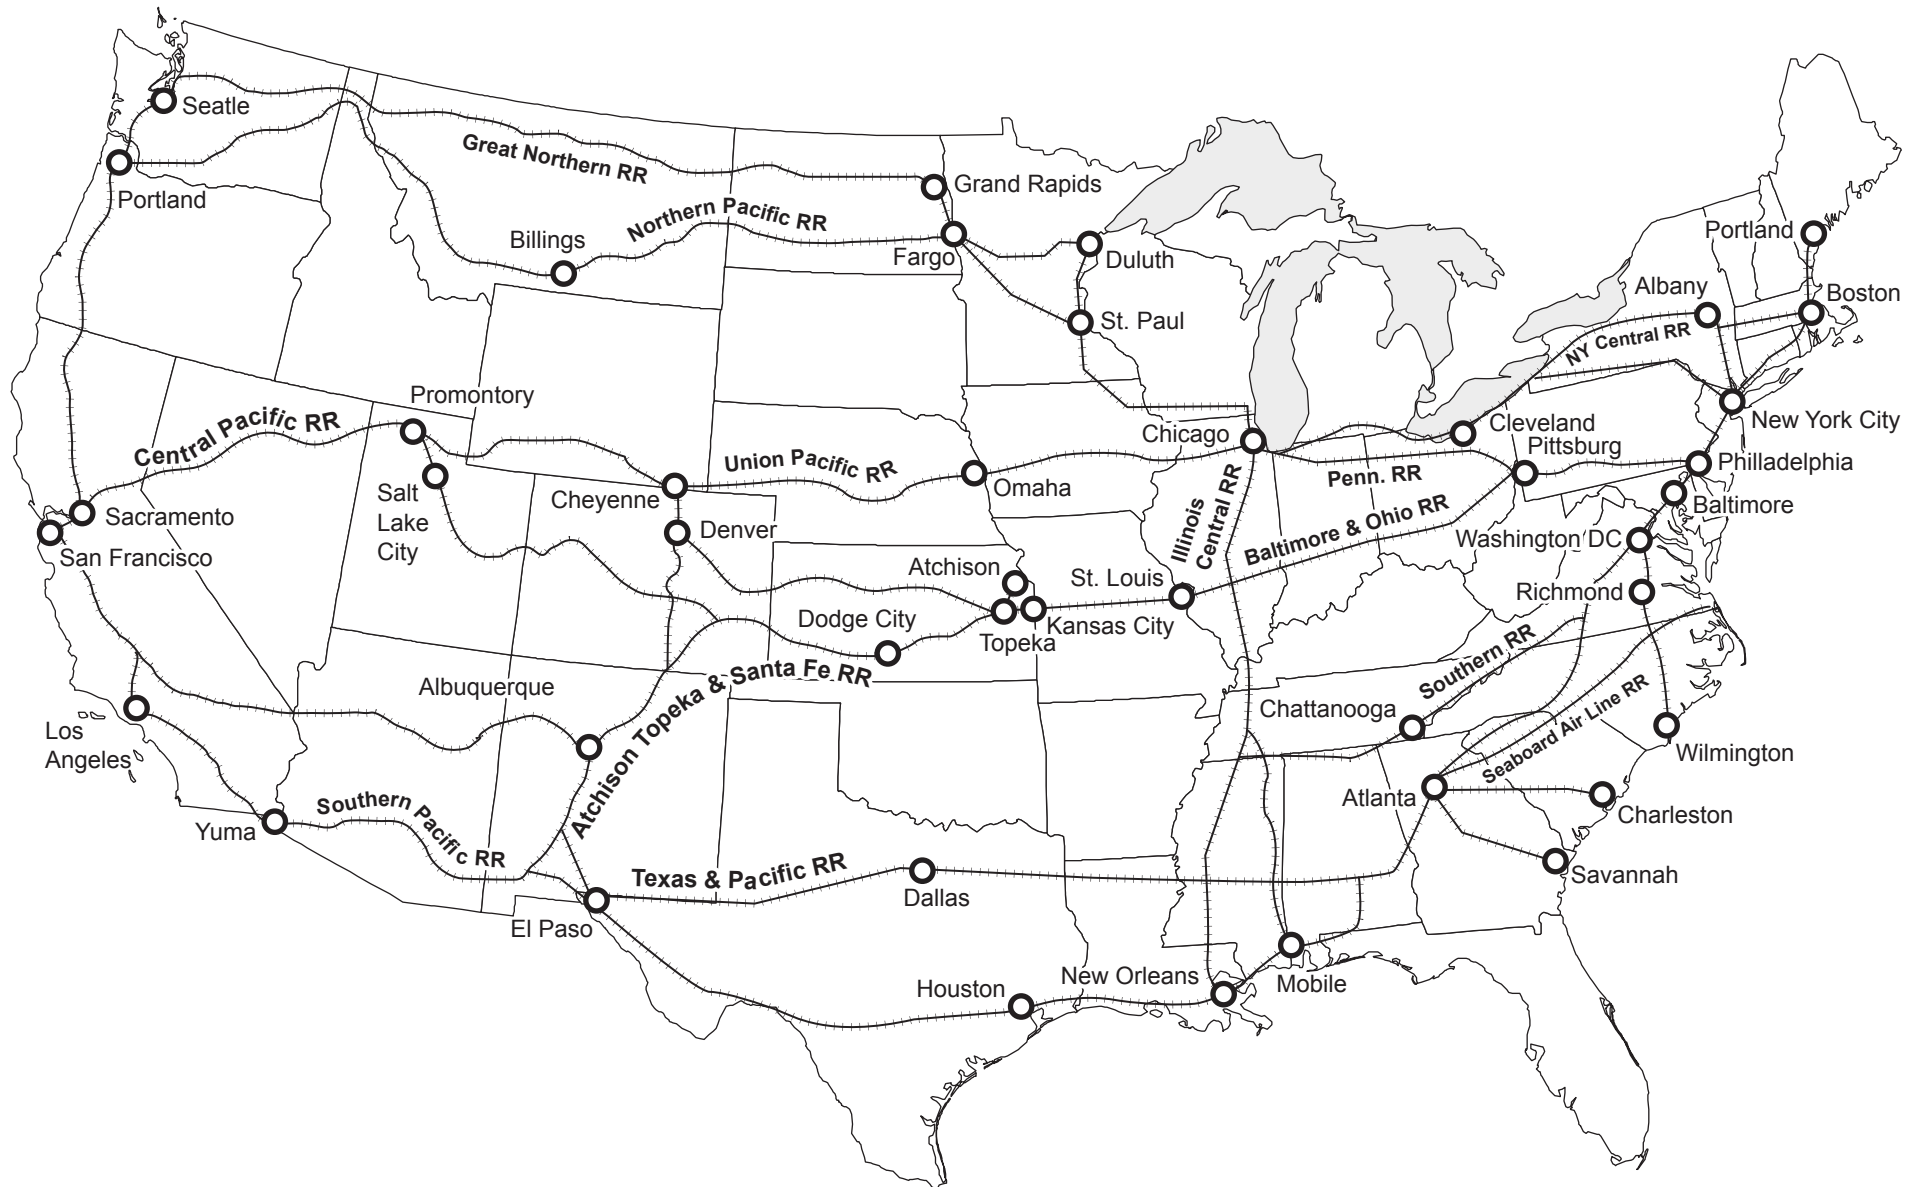 Seatle
Great Northern RR
Grand Rapids
Portland
Northern Pacific RR
Portland
Billings
Fargo
Duluth
Albany
Boston
St. Paul
NY Central RR
Promontory
Central Pacific RR
Chicago
Cleveland
New York City
Pittsburg
Union Pacific RR
Penn. RR
Philladelphia
Omaha
Cheyenne
Salt
Lake
City
Illinois
Central RR
Baltimore & Ohio RR
Baltimore
Sacramento
Denver
Washington DC
San Francisco
Atchison
St. Louis
Richmond
Dodge City
Topeka
Kansas City
Southern RR
Atchison Topeka & Santa Fe RR
Albuquerque
Seaboard Air Line RR
Chattanooga
Los
Angeles
Wilmington
Southern Pacific RR
Atlanta
Charleston
Yuma
Texas & Pacific RR
Dallas
Savannah
El Paso
New Orleans
Mobile
Houston